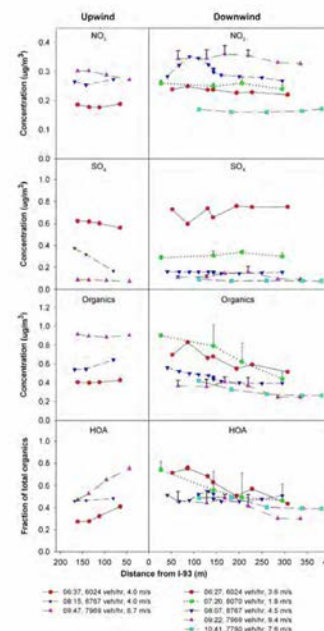 Upwind Downwind
NO3 NO3
Concentration (ug/m³)
0.4
0.3
0.2
0.1
0.0
SO4 SO4
Concentration (ug/m³)
0.8
0.6
0.4
0.2
0.0
Organics Organics
Concentration (ug/m³)
1.2
1.0
0.8
0.6
0.4
0.2
0.0
HOA HOA
Fraction of total organics
1.0
0.8
0.6
0.4
0.2
0.0
200 150 100 50 0 50 100 150 200 250 300 350 400
Distance from I-93 (m)
06:37, 6024 veh/hr, 4.0 m/s
08:15, 8767 veh/hr, 4.0 m/s
09:47, 7969 veh/hr, 8.7 m/s
06:27, 6024 veh/hr, 3.6 m/s
07:20, 8070 veh/hr, 1.8 m/s
08:07, 8767 veh/hr, 4.5 m/s
09:22, 7969 veh/hr, 9.4 m/s
10:41, 7790 veh/hr, 7.6 m/s